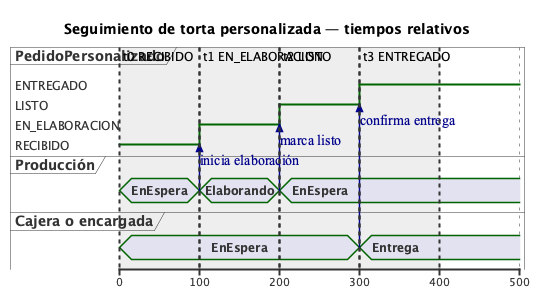 Seguimiento de torta personalizada — tiempos relativos
PedidoPersonalizado
t0 RECIBIDO
t1 EN_ELABORACION
t2 LISTO
t3 ENTREGADO
ENTREGADO
LISTO
EN_ELABORACION
RECIBIDO
confirma entrega
marca listo
inicia elaboración
Producción
EnEspera
Elaborando
EnEspera
Cajera o encargada
EnEspera
Entrega
0 100 200 300 400 500